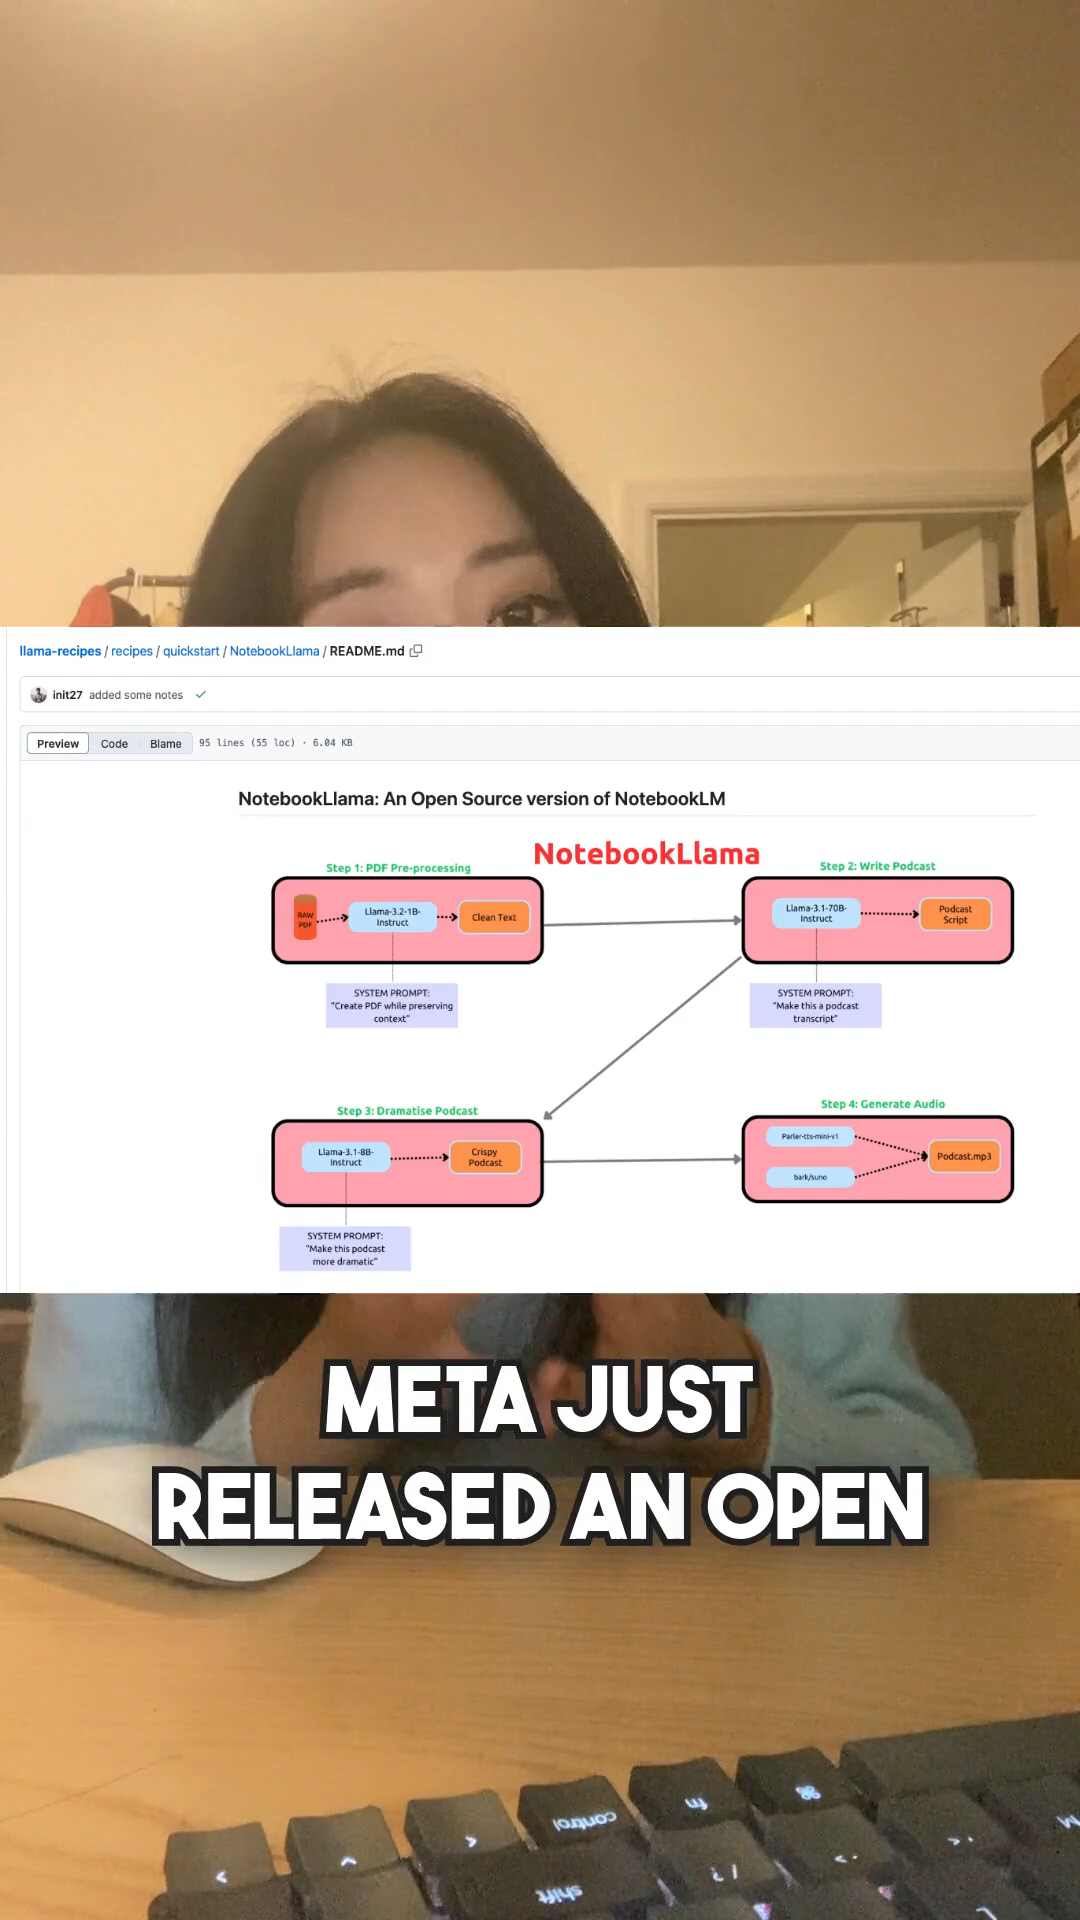 llama-recipes / recipes / quickstart / NotebookLlama / README.md
init27 added some notes
Preview Code Blame 95 lines (55 loc) · 6.04 KB
NotebookLlama: An Open Source version of NotebookLM
NotebookLlama
Step 1: PDF Pre-processing
RAW
PDF
Llama-3.2-1B-
Instruct
Clean Text
SYSTEM PROMPT:
"Create PDF while preserving
context"
Step 2: Write Podcast
Llama-3.1-70B-
Instruct
Podcast
Script
SYSTEM PROMPT:
"Make this a podcast
transcript"
Step 3: Dramatise Podcast
Llama-3.1-8B-
Instruct
Crispy
Podcast
SYSTEM PROMPT:
"Make this podcast
more dramatic"
Step 4: Generate Audio
Parler-tts-mini-v1
bark/suno
Podcast.mp3
META JUST
RELEASED AN OPEN
control
fn
⌘
shift